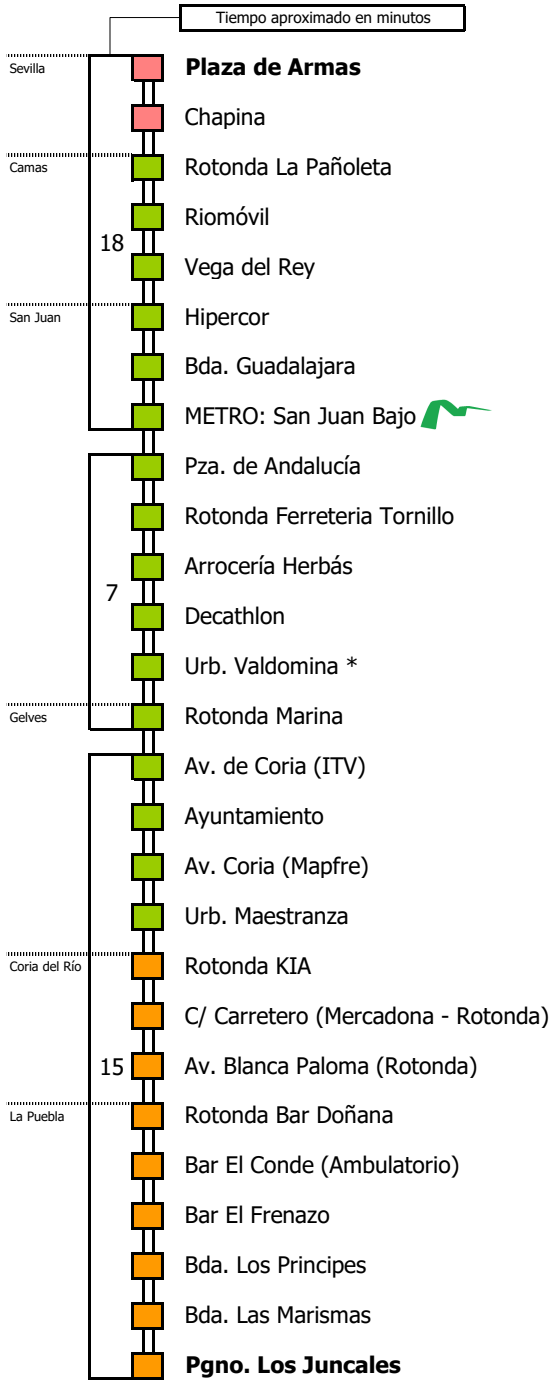 Tiempo aproximado en minutos
Sevilla
Plaza de Armas
Chapina
Camas
Rotonda La Pañoleta
Riomóvil
18
Vega del Rey
San Juan
Hipercor
Bda. Guadalajara
METRO: San Juan Bajo
Pza. de Andalucía
Rotonda Ferreteria Tornillo
Arrocería Herbás
7
Decathlon
Urb. Valdomina *
Gelves
Rotonda Marina
Av. de Coria (ITV)
Ayuntamiento
Av. Coria (Mapfre)
Urb. Maestranza
Coria del Río
Rotonda KIA
C/ Carretero (Mercadona - Rotonda)
15
Av. Blanca Paloma (Rotonda)
La Puebla
Rotonda Bar Doñana
Bar El Conde (Ambulatorio)
Bar El Frenazo
Bda. Los Principes
Bda. Las Marismas
Pgno. Los Juncales